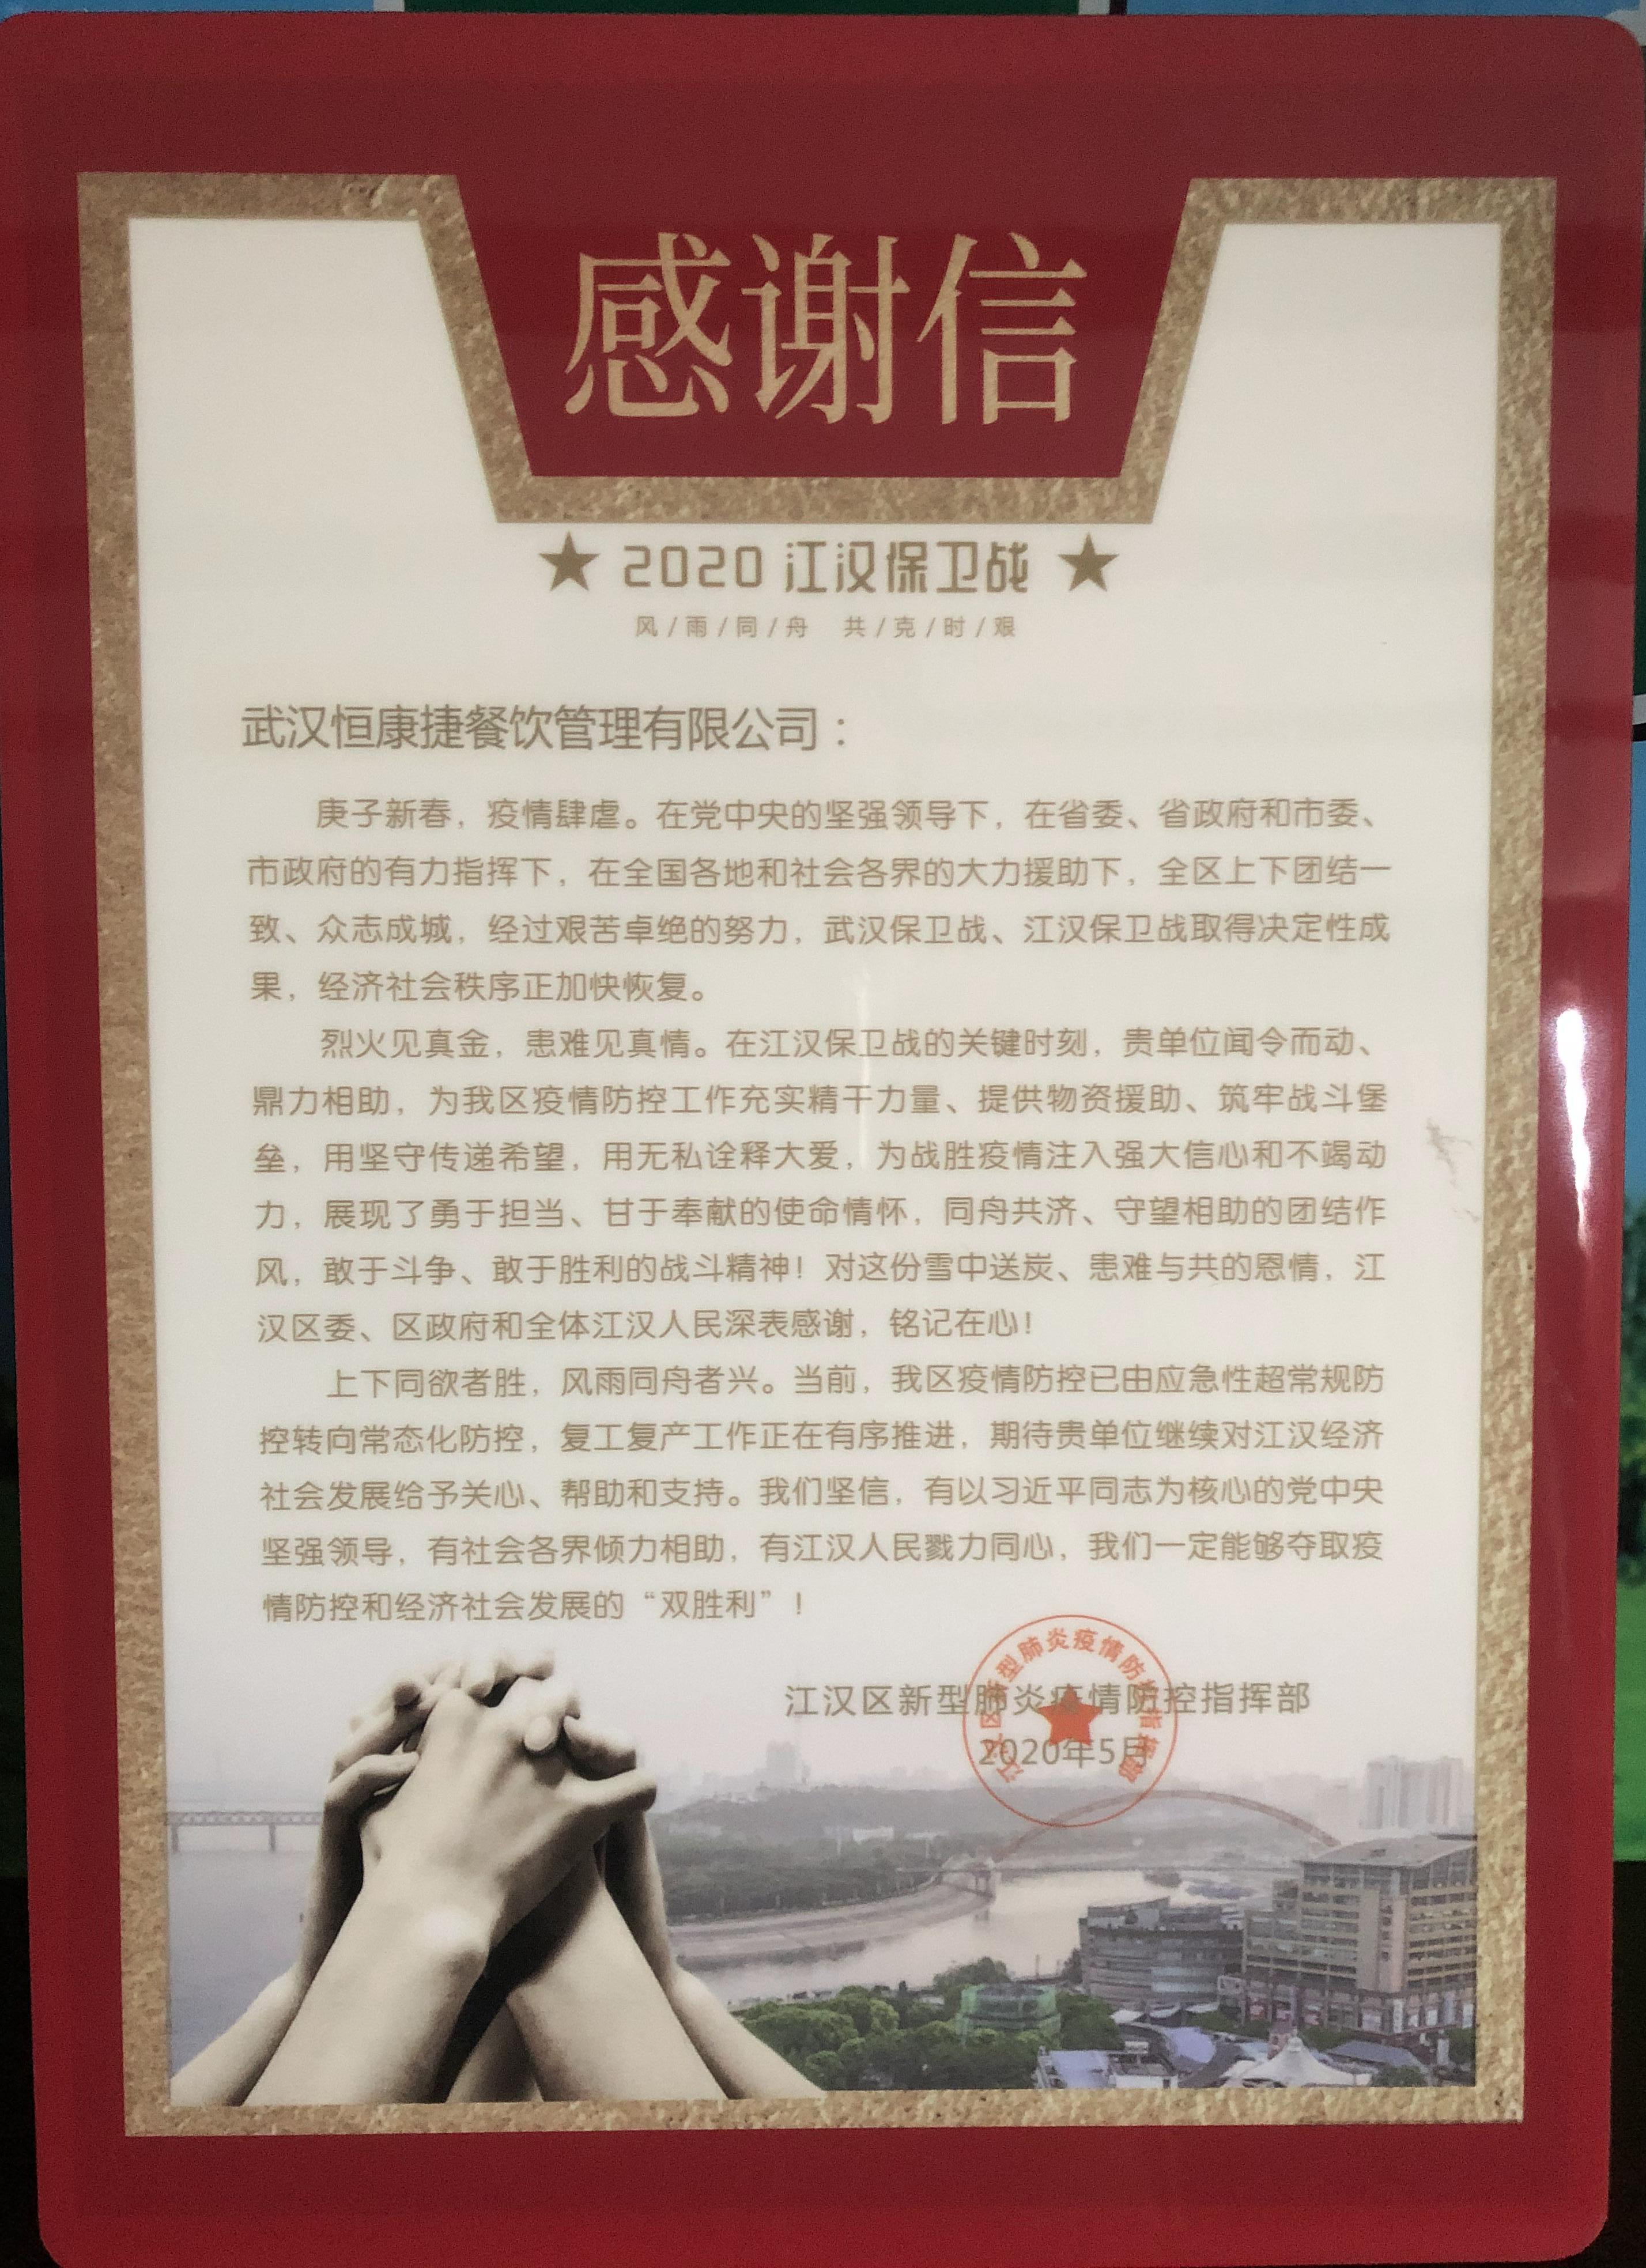 感谢信
★ 2020 江汉保卫战 ★
风/雨/同/舟 共/克/时/艰
武汉恒康捷餐饮管理有限公司：
庚子新春，疫情肆虐。在党中央的坚强领导下，在省委、省政府和市委、
市政府的有力指挥下，在全国各地和社会各界的大力援助下，全区上下团结一
致、众志成城，经过艰苦卓绝的努力，武汉保卫战、江汉保卫战取得决定性成
果，经济社会秩序正加快恢复。
烈火见真金，患难见真情。在江汉保卫战的关键时刻，贵单位闻令而动、
鼎力相助，为我区疫情防控工作充实精干力量、提供物资援助、筑牢战斗堡
垒，用坚守传递希望，用无私诠释大爱，为战胜疫情注入强大信心和不竭动
力，展现了勇于担当、甘于奉献的使命情怀，同舟共济、守望相助的团结作
风，敢于斗争、敢于胜利的战斗精神！对这份雪中送炭、患难与共的恩情，江
汉区委、区政府和全体江汉人民深表感谢，铭记在心！
上下同欲者胜，风雨同舟者兴。当前，我区疫情防控已由应急性超常规防
控转向常态化防控，复工复产工作正在有序推进，期待贵单位继续对江汉经济
社会发展给予关心、帮助和支持。我们坚信，有以习近平同志为核心的党中央
坚强领导，有社会各界倾力相助，有江汉人民戮力同心，我们一定能够夺取疫
情防控和经济社会发展的“双胜利”！
江汉区新型肺炎疫情防控指挥部
2020年5月
江汉区新型肺炎疫情防控指挥部